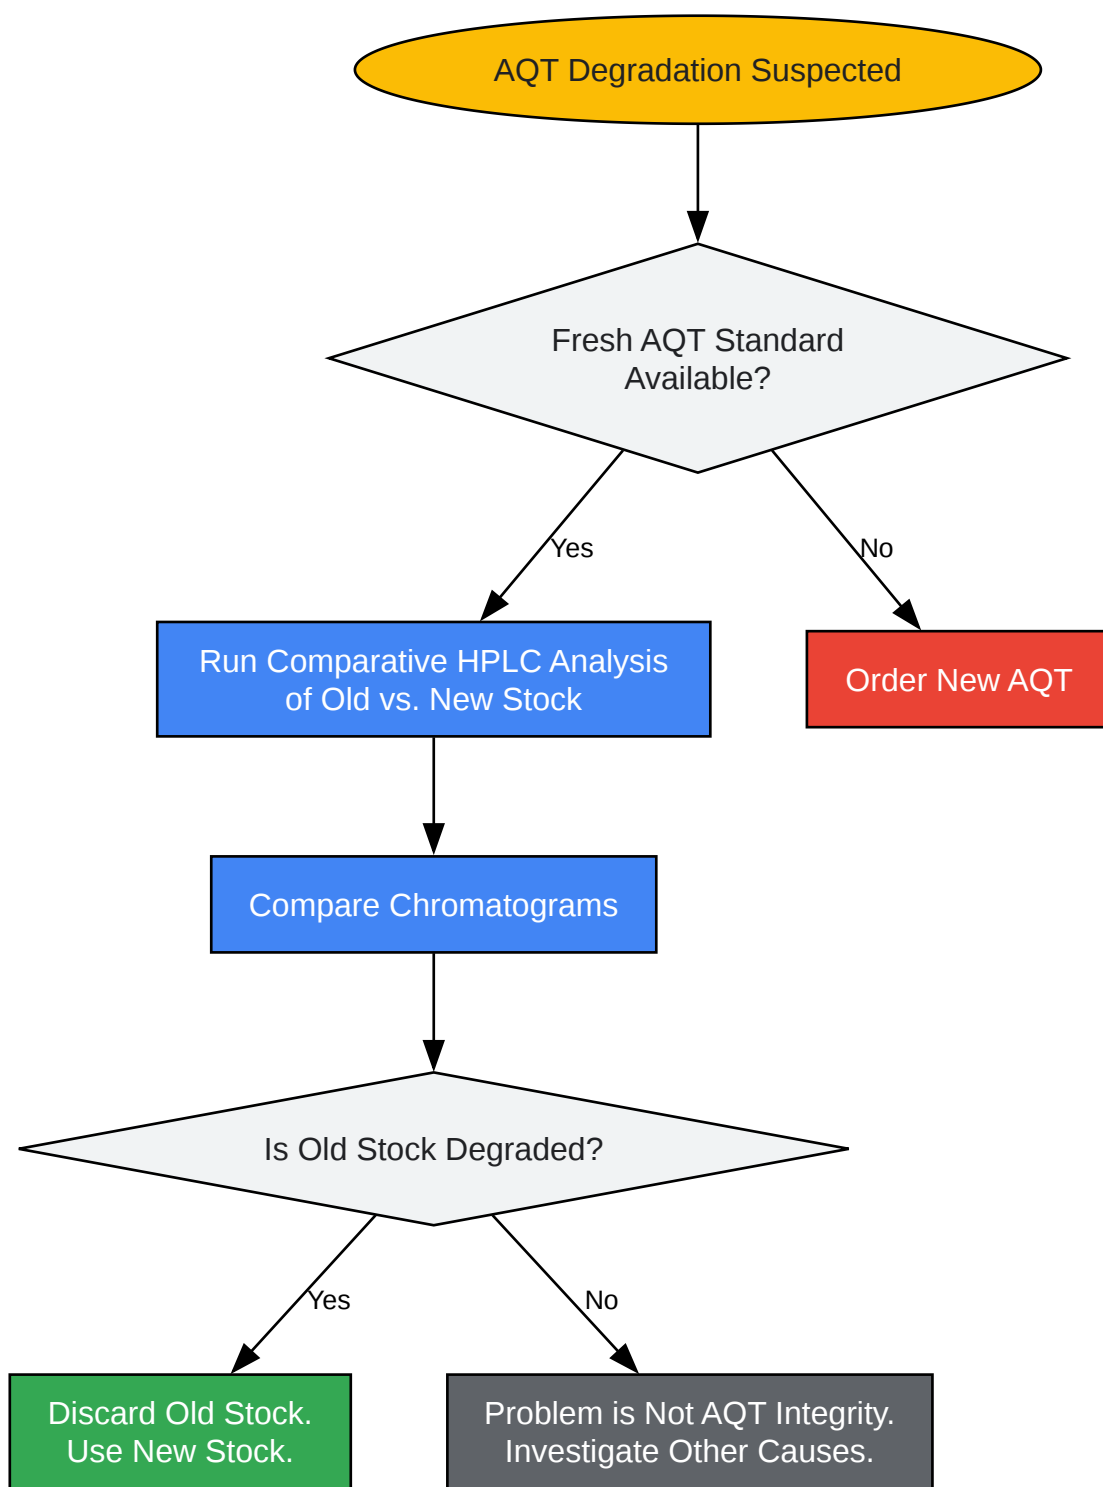 AQT Degradation Suspected
Fresh AQT Standard
Available?
Yes
No
Run Comparative HPLC Analysis
of Old vs. New Stock
Order New AQT
Compare Chromatograms
Is Old Stock Degraded?
Yes
No
Discard Old Stock.
Use New Stock.
Problem is Not AQT Integrity.
Investigate Other Causes.